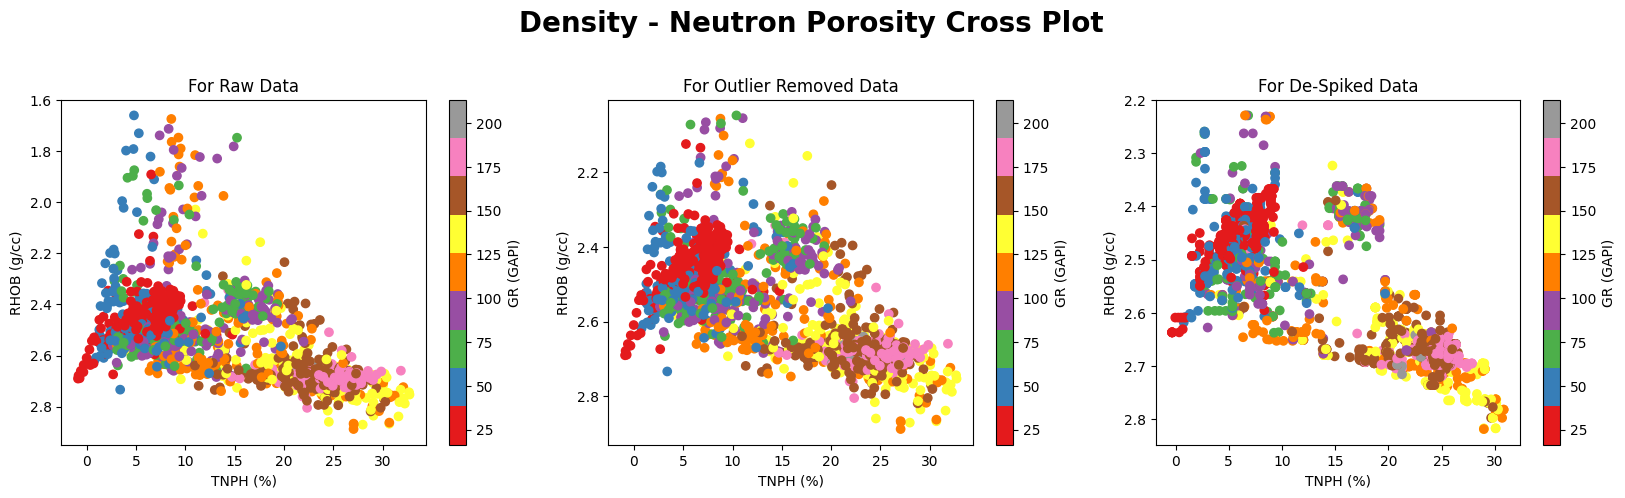 Density - Neutron Porosity Cross Plot
For Raw Data
1.6
1.8
2.0
2.2
2.4
2.6
2.8
RHOB (g/cc)
0 5 10 15 20 25 30
TNPH (%)
200
175
150
125
100
75
50
25
GR (GAPI)
For Outlier Removed Data
2.2
2.4
2.6
2.8
RHOB (g/cc)
0 5 10 15 20 25 30
TNPH (%)
200
175
150
125
100
75
50
25
GR (GAPI)
For De-Spiked Data
2.2
2.3
2.4
2.5
2.6
2.7
2.8
RHOB (g/cc)
0 5 10 15 20 25 30
TNPH (%)
200
175
150
125
100
75
50
25
GR (GAPI)